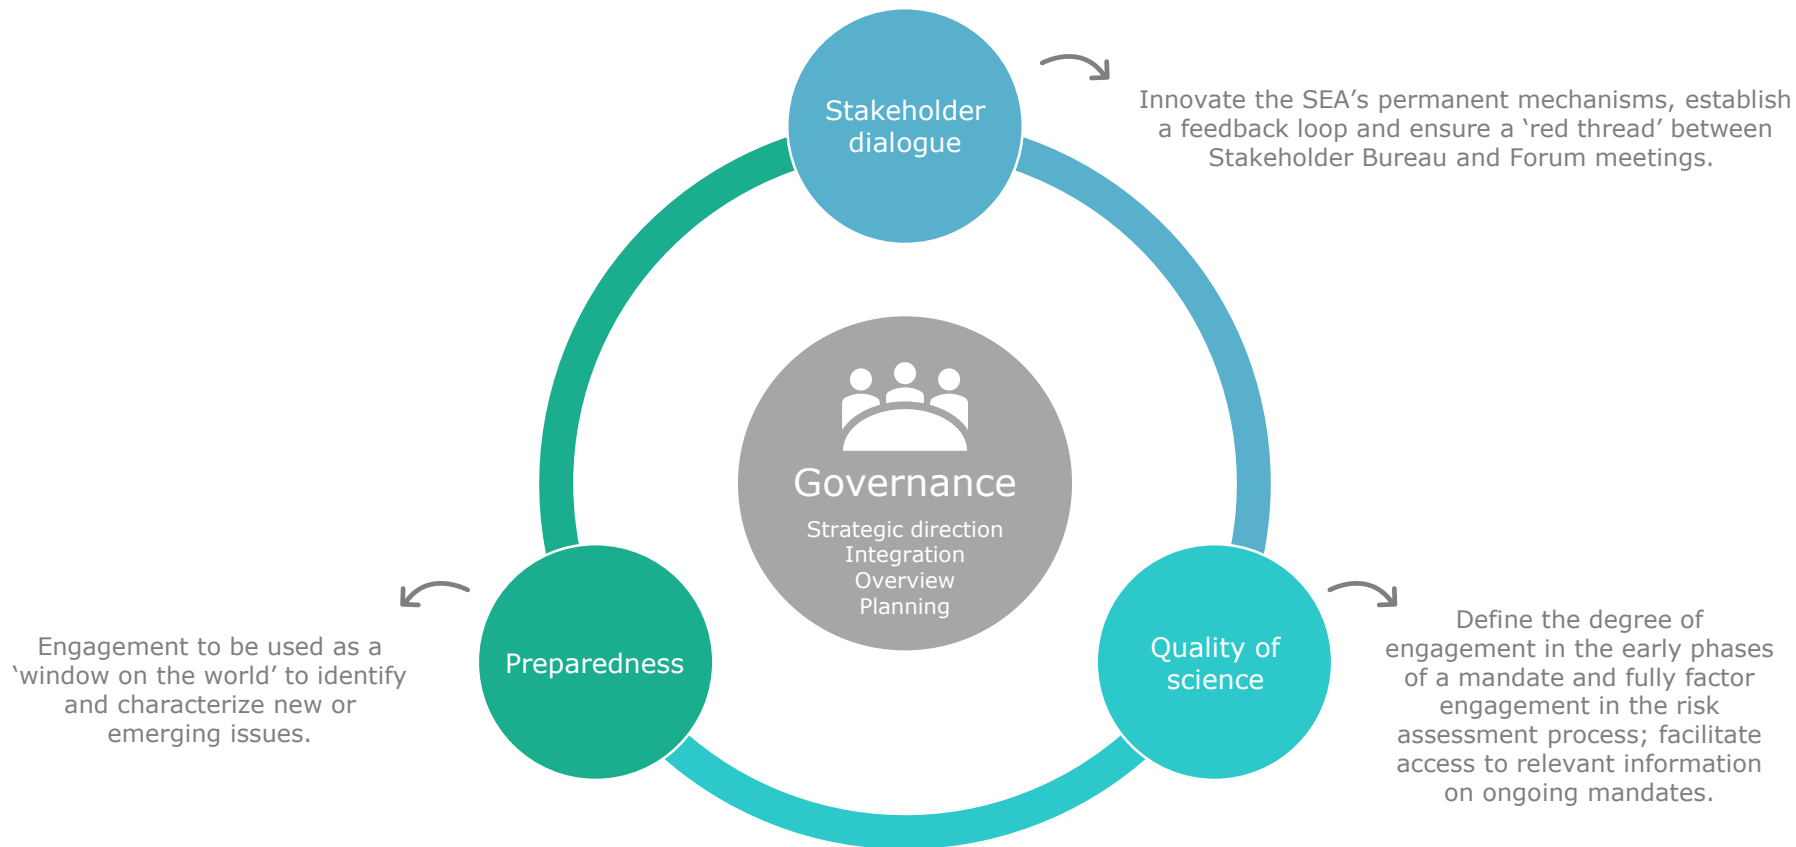 Stakeholder
dialogue
Innovate the SEA’s permanent mechanisms, establish
a feedback loop and ensure a ‘red thread’ between
Stakeholder Bureau and Forum meetings.
Governance
Strategic direction
Integration
Overview
Planning
Engagement to be used as a
‘window on the world’ to identify
and characterize new or
emerging issues.
Preparedness
Quality of
science
Define the degree of
engagement in the early phases
of a mandate and fully factor
engagement in the risk
assessment process; facilitate
access to relevant information
on ongoing mandates.